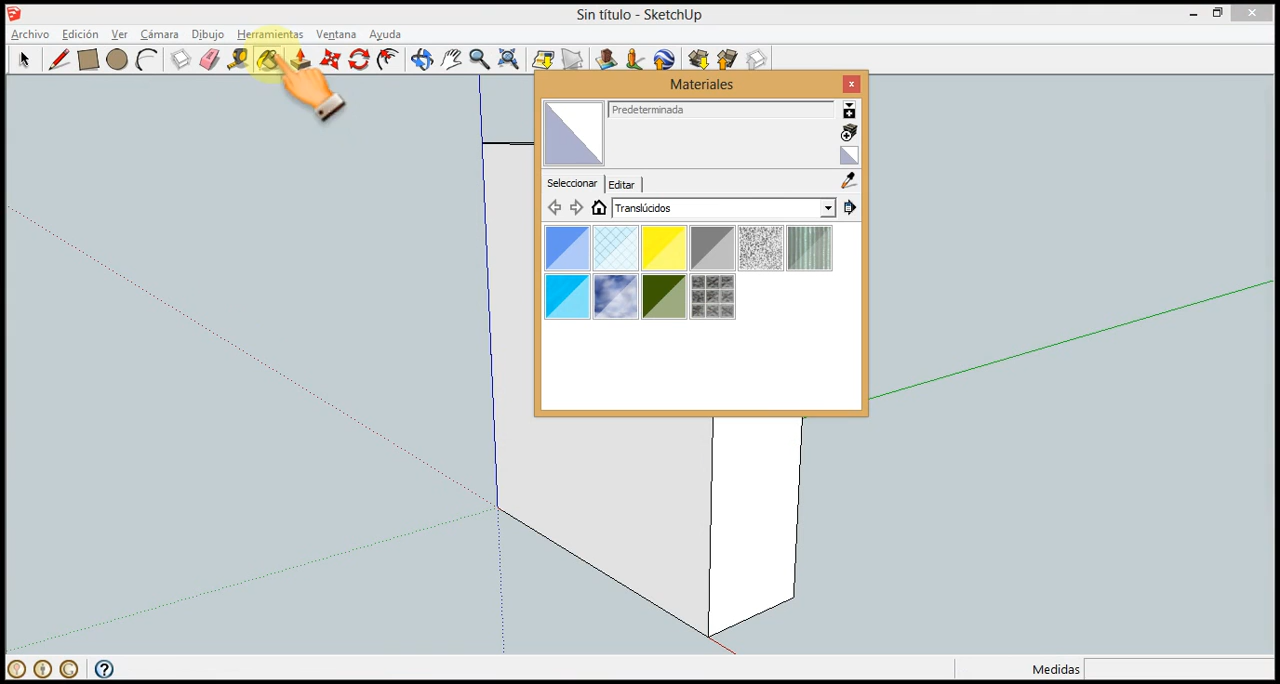 Sin título - SketchUp
Archivo Edición Ver Cámara Dibujo Herramientas Ventana Ayuda
Materiales
Predeterminada
Seleccionar Editar
Translúcidos
Medidas